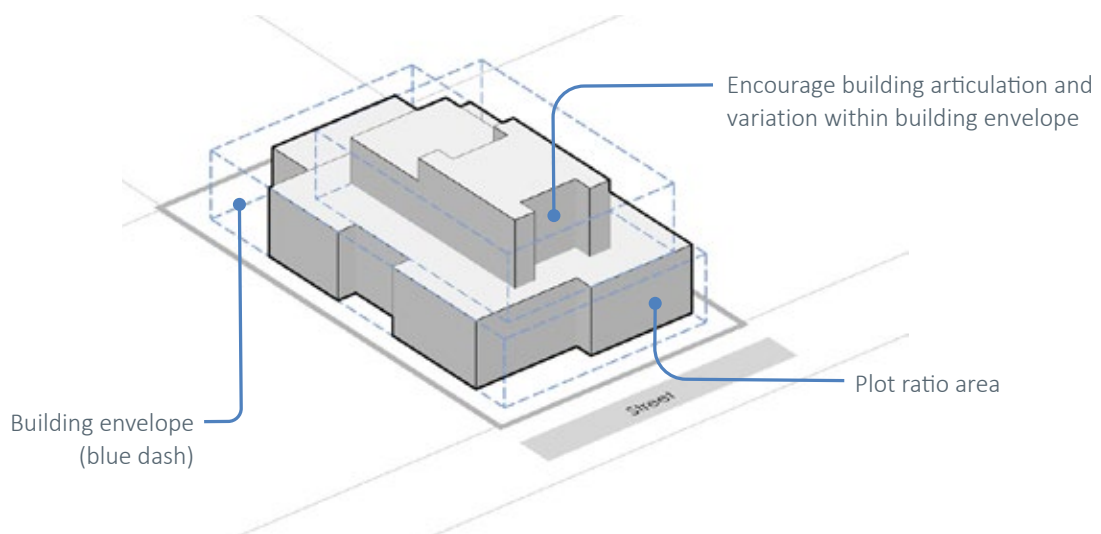 Encourage building articulation and
variation within building envelope
Plot ratio area
Street
Building envelope
(blue dash)